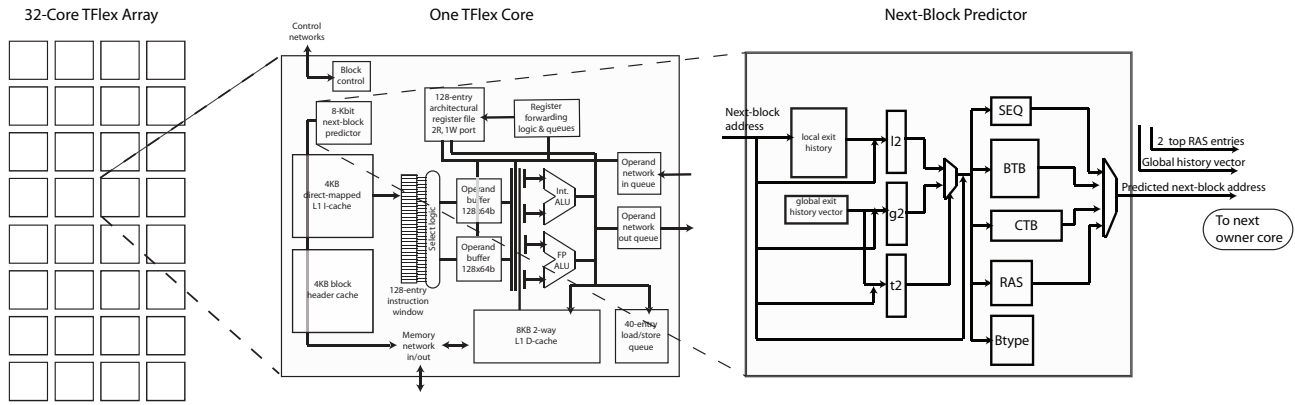 32-Core TFlex Array
One TFlex Core
Next-Block Predictor
Control
networks
Block
control
8-Kbit
next-block
predictor
128-entry
architectural
register file
2R, 1W port
Register
forwarding
logic & queues
4KB
direct-mapped
L1 I-cache
Select logic
Operand
buffer
128x64b
Operand
buffer
128x64b
Int.
ALU
FP
ALU
Operand
network
in queue
Operand
network
out queue
4KB block
header cache
128-entry
instruction
window
Memory
network
in/out
8KB 2-way
L1 D-cache
40-entry
load/store
queue
Next-block
address
local exit
history
global exit
history vector
l2
g2
t2
SEQ
BTB
CTB
RAS
Btype
2 top RAS entries
Global history vector
Predicted next-block address
To next
owner core